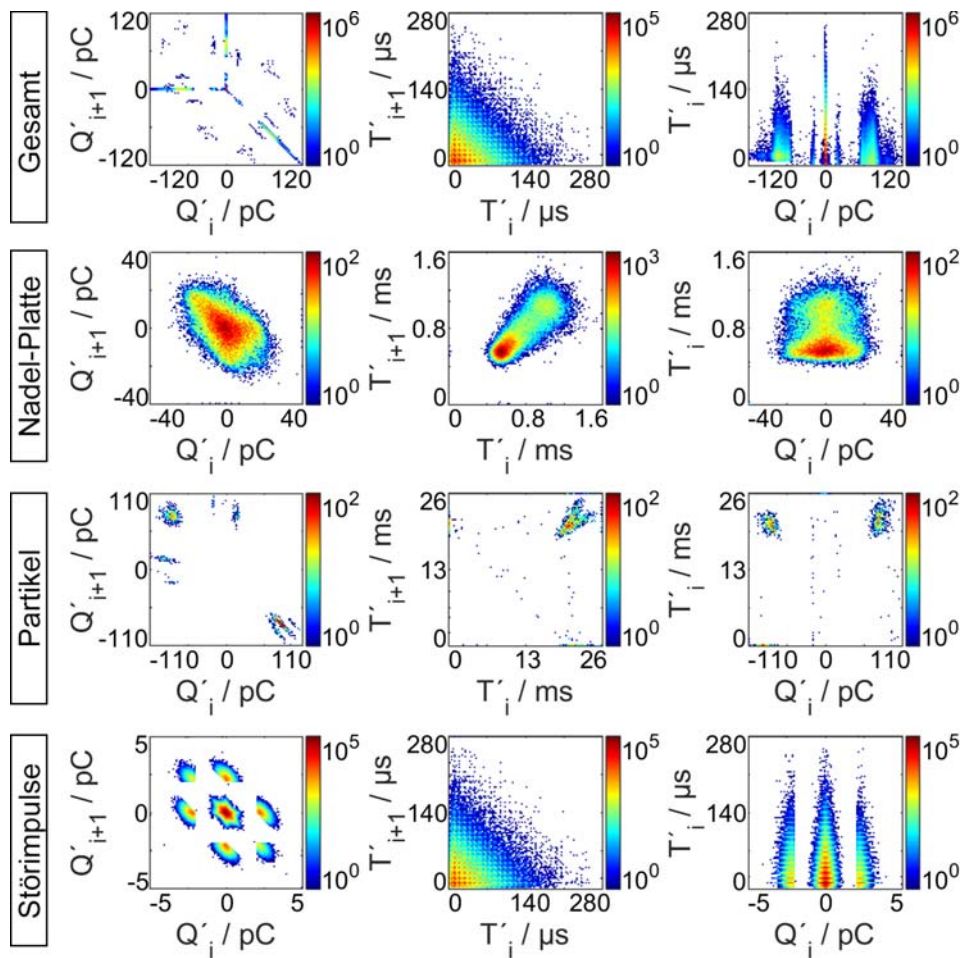 Gesamt
Q´i+1 / pC
120
0
-120
-120 0 120
Q´i / pC
10^6
10^0
T´i+1 / µs
280
140
0
0 140 280
T´i / µs
10^5
10^0
T´i / µs
280
140
0
-120 0 120
Q´i / pC
10^6
10^0
Nadel-Platte
Q´i+1 / pC
40
0
-40
-40 0 40
Q´i / pC
10^2
10^0
T´i+1 / ms
1.6
0.8
0
0 0.8 1.6
T´i / ms
10^3
10^0
T´i / ms
1.6
0.8
0
-40 0 40
Q´i / pC
10^2
10^0
Partikel
Q´i+1 / pC
110
0
-110
-110 0 110
Q´i / pC
10^2
10^0
T´i+1 / ms
26
13
0
0 13 26
T´i / ms
10^2
10^0
T´i / ms
26
13
0
-110 0 110
Q´i / pC
10^2
10^0
Störimpulse
Q´i+1 / pC
5
0
-5
-5 0 5
Q´i / pC
10^5
10^0
T´i+1 / µs
280
140
0
0 140 280
T´i / µs
10^5
10^0
T´i / µs
280
140
0
-5 0 5
Q´i / pC
10^5
10^0